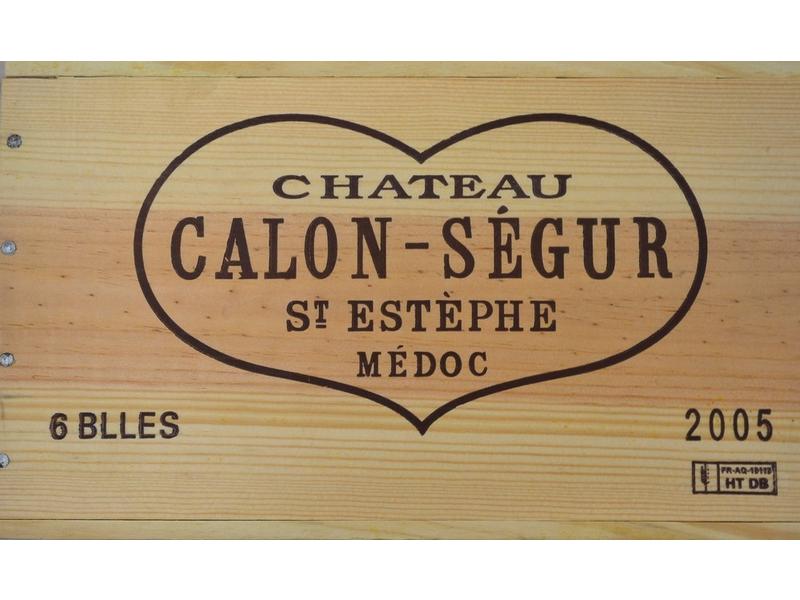 CHATEAU
CALON-SÉGUR
ST ESTÈPHE
MÉDOC
6 BLLES
2005
HT DB